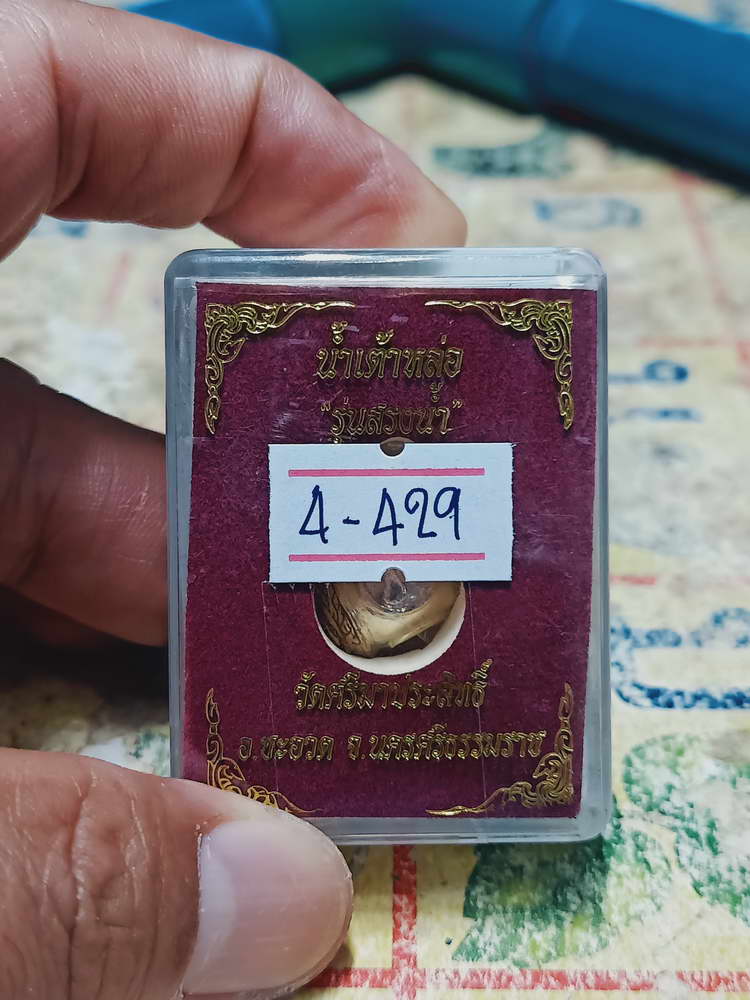 น้ำเต้าหล่อ
"รุ่นสรงน้ำ"
4-429
วัดศรีมาประสิทธิ์
อ.ชะอวด จ.นครศรีธรรมราช